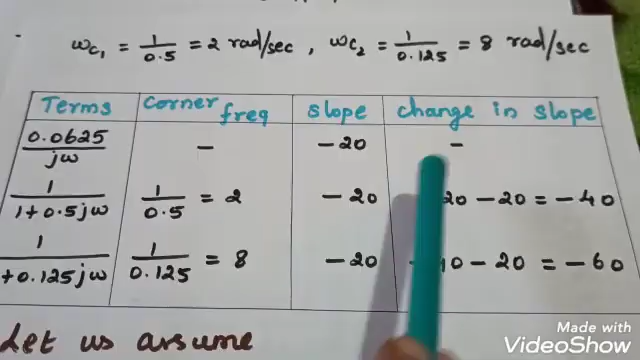 ωc₁ = 1/0.5 = 2 rad/sec , ωc₂ = 1/0.125 = 8 rad/sec
Terms | Corner freq | slope | change in slope
0.0625/jω | – | –20 | –
1/1+0.5jω | 1/0.5 = 2 | –20 | 20 –20 = –40
1/+0.125jω | 1/0.125 = 8 | –20 | –20 = –60
Let us assume
Made with
VideoShow